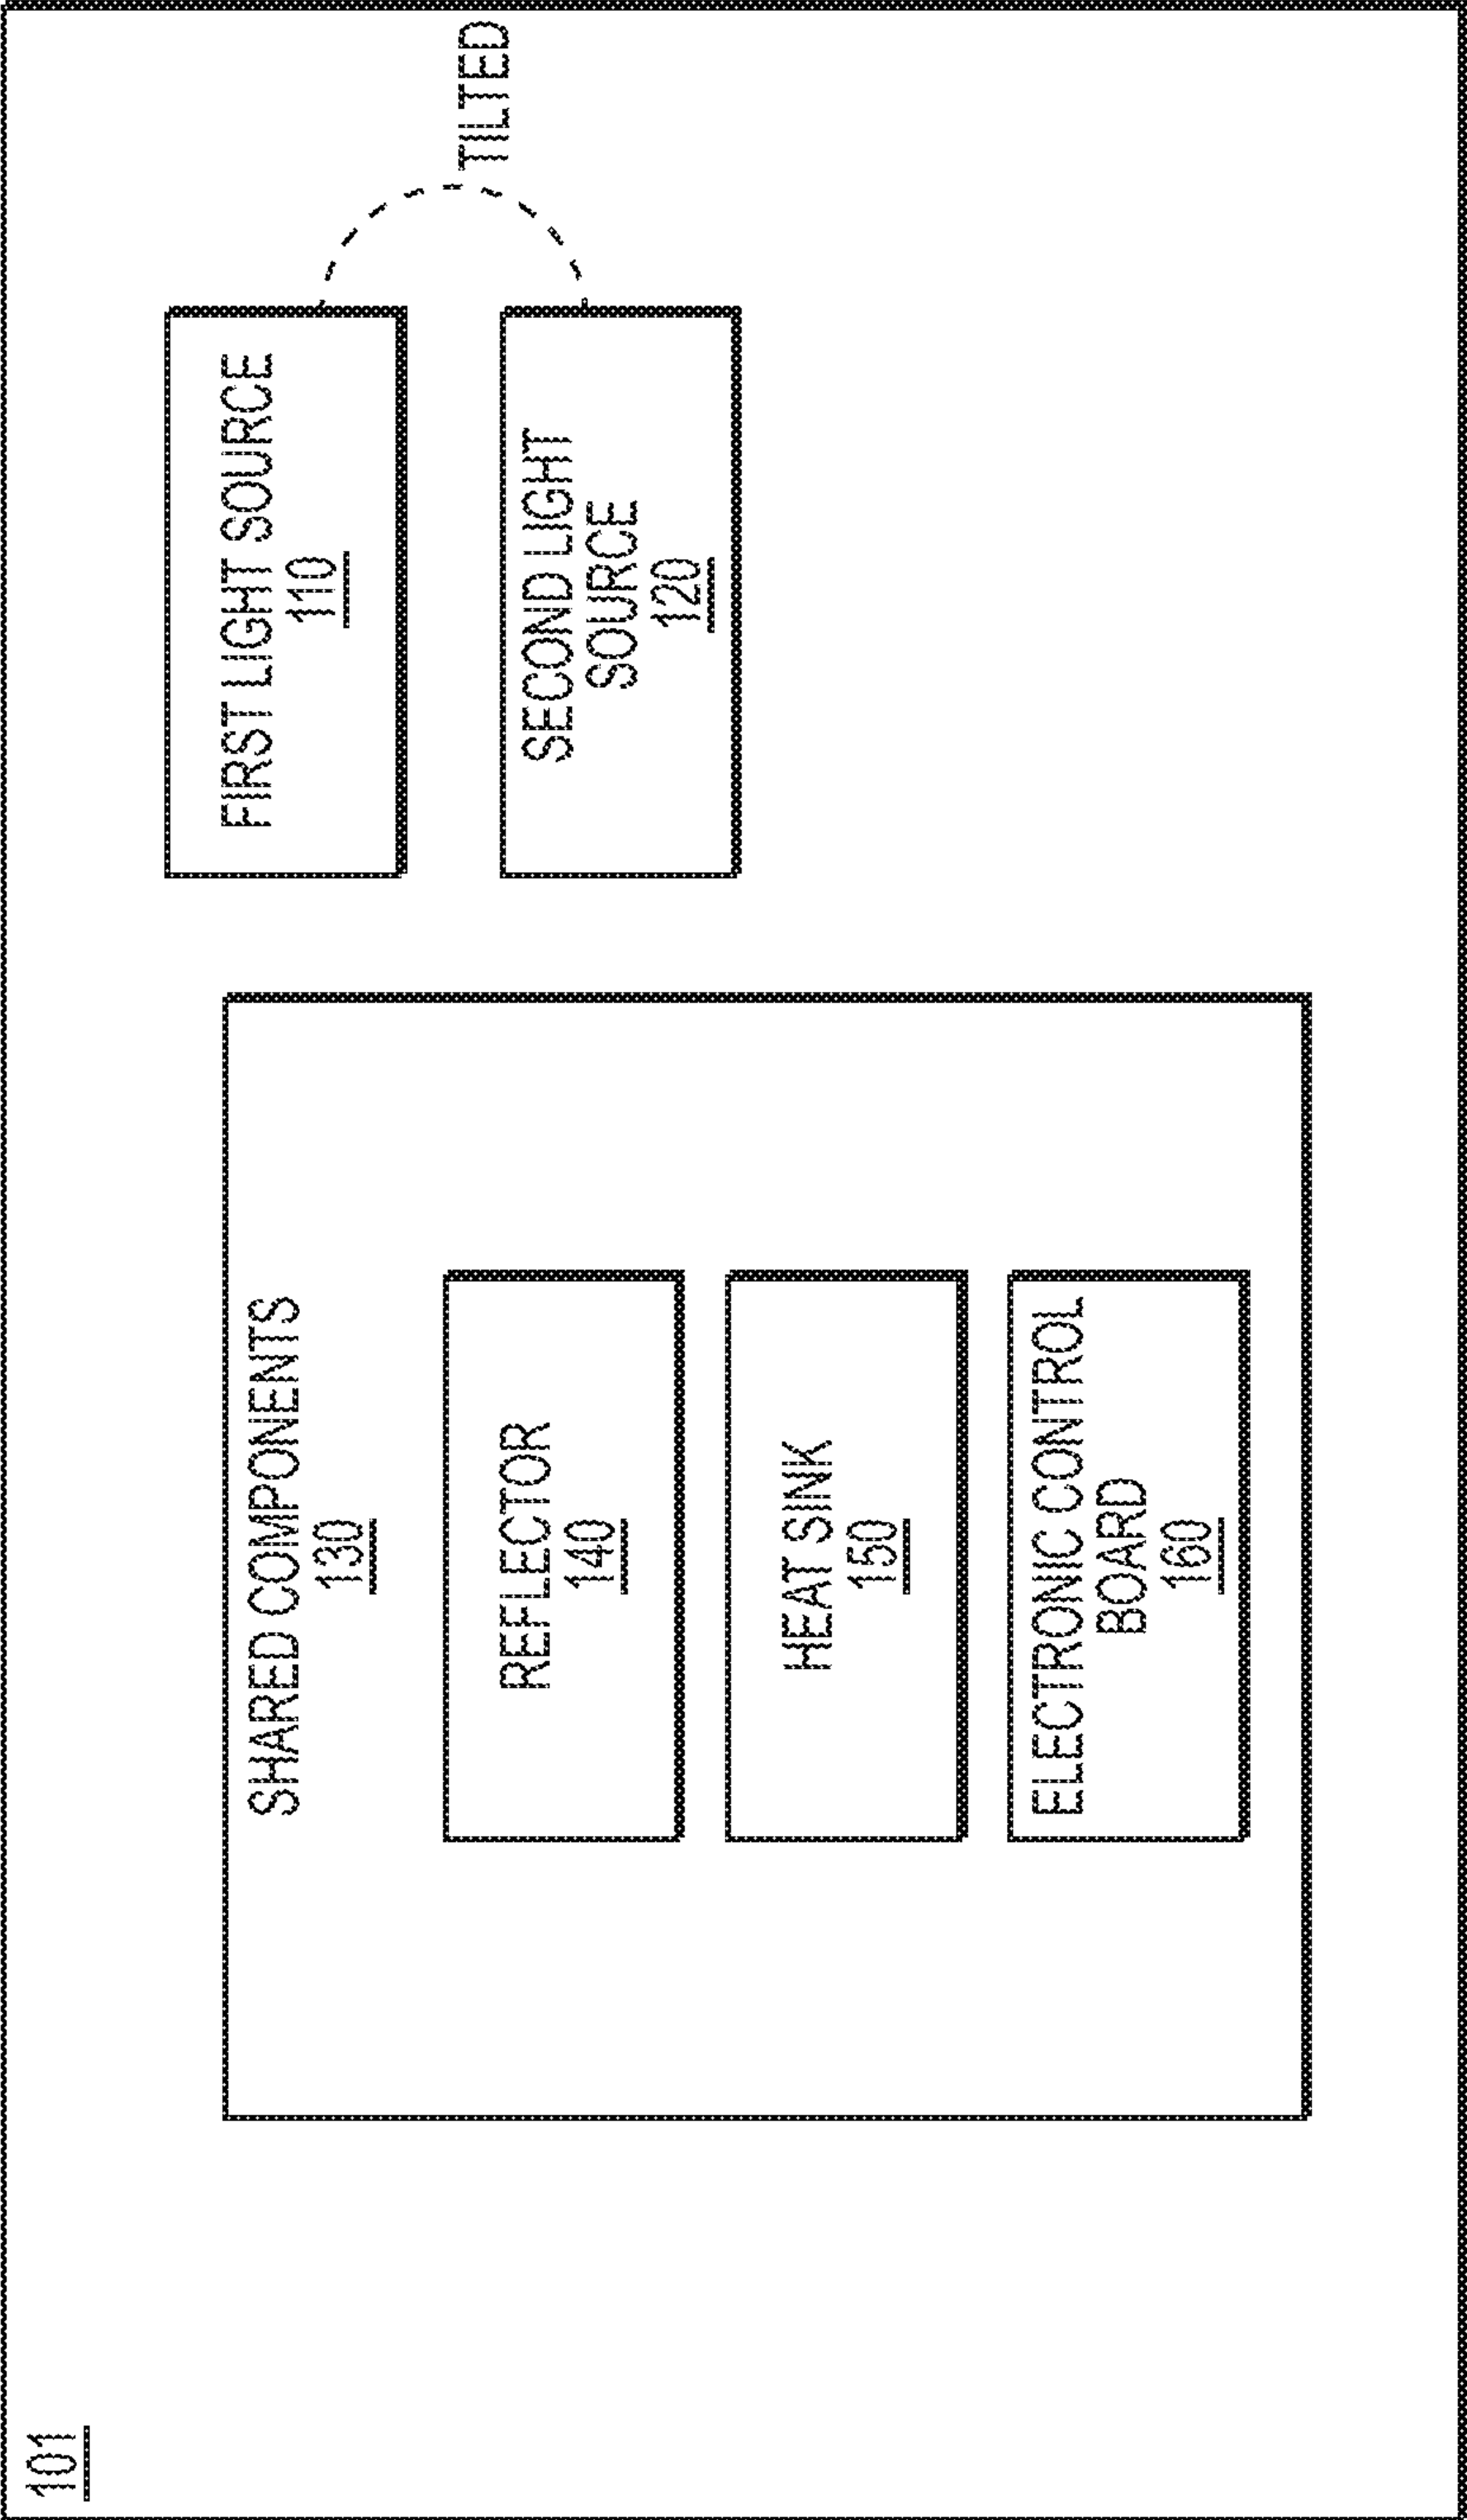 101
SHARED COMPONENTS
130
REFLECTOR
140
HEAT SINK
150
ELECTRONIC CONTROL
BOARD
160
FIRST LIGHT SOURCE
110
SECOND LIGHT
SOURCE
120
TILTED